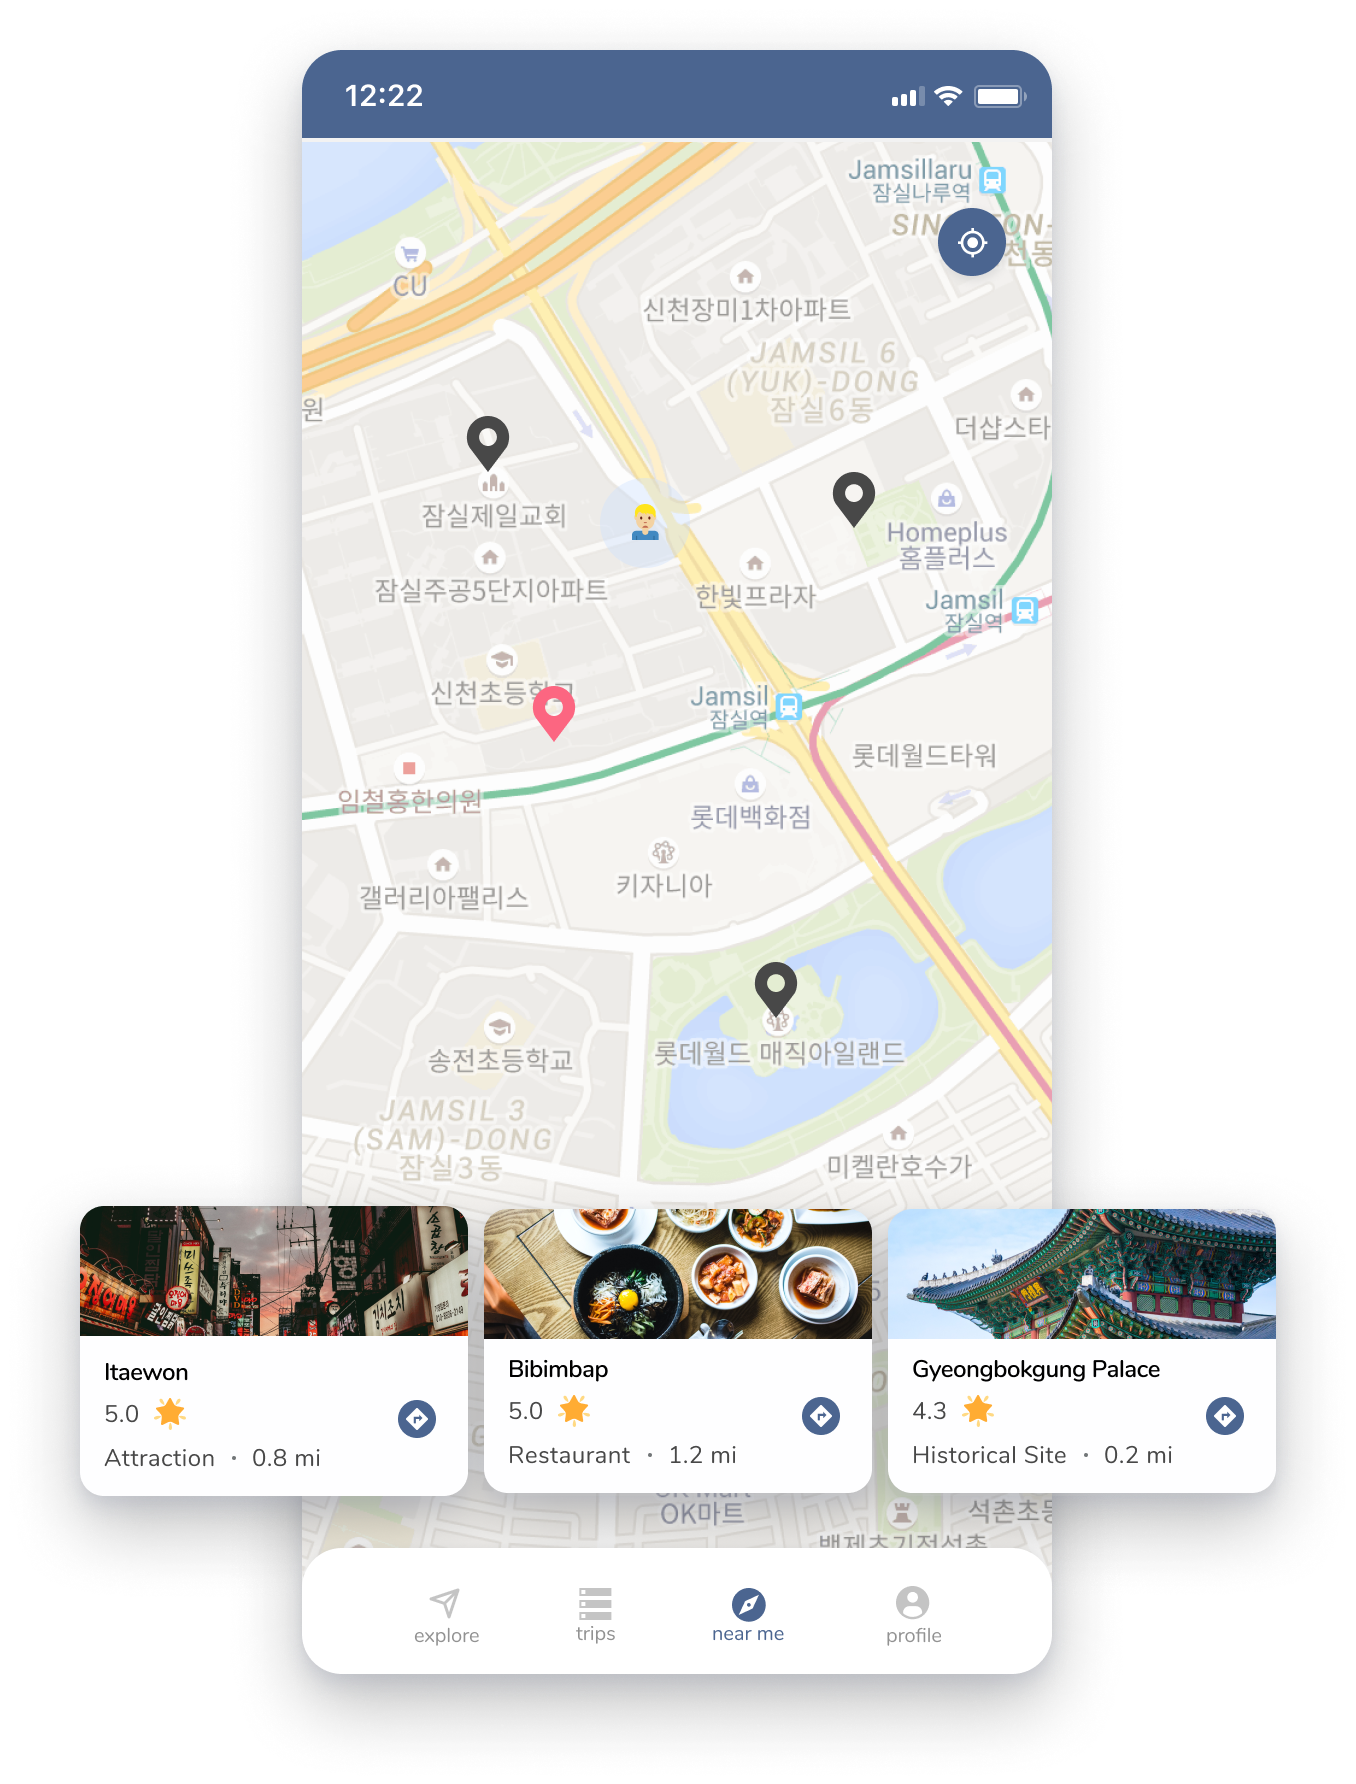 12:22
Jamsillaru
잠실나루역
CU
신천장미1차아파트
JAMSIL 6
(YUK)-DONG
잠실6동
원
더샵스타
잠실제일교회
Homeplus
홈플러스
잠실주공5단지아파트
한빛프라자
Jamsil
잠실역
신천초등학교
Jamsil
잠실역
롯데월드타워
임철홍한의원
롯데백화점
키자니아
갤러리아팰리스
롯데월드 매직아일랜드
송전초등학교
JAMSIL 3
(SAM)-DONG
잠실3동
미켈란호수가
김치초치
Itaewon
5.0
Attraction · 0.8 mi
Bibimbap
5.0
Restaurant · 1.2 mi
Gyeongbokgung Palace
4.3
Historical Site · 0.2 mi
OK마트
석촌초등
백제초기적석총
explore
trips
near me
profile